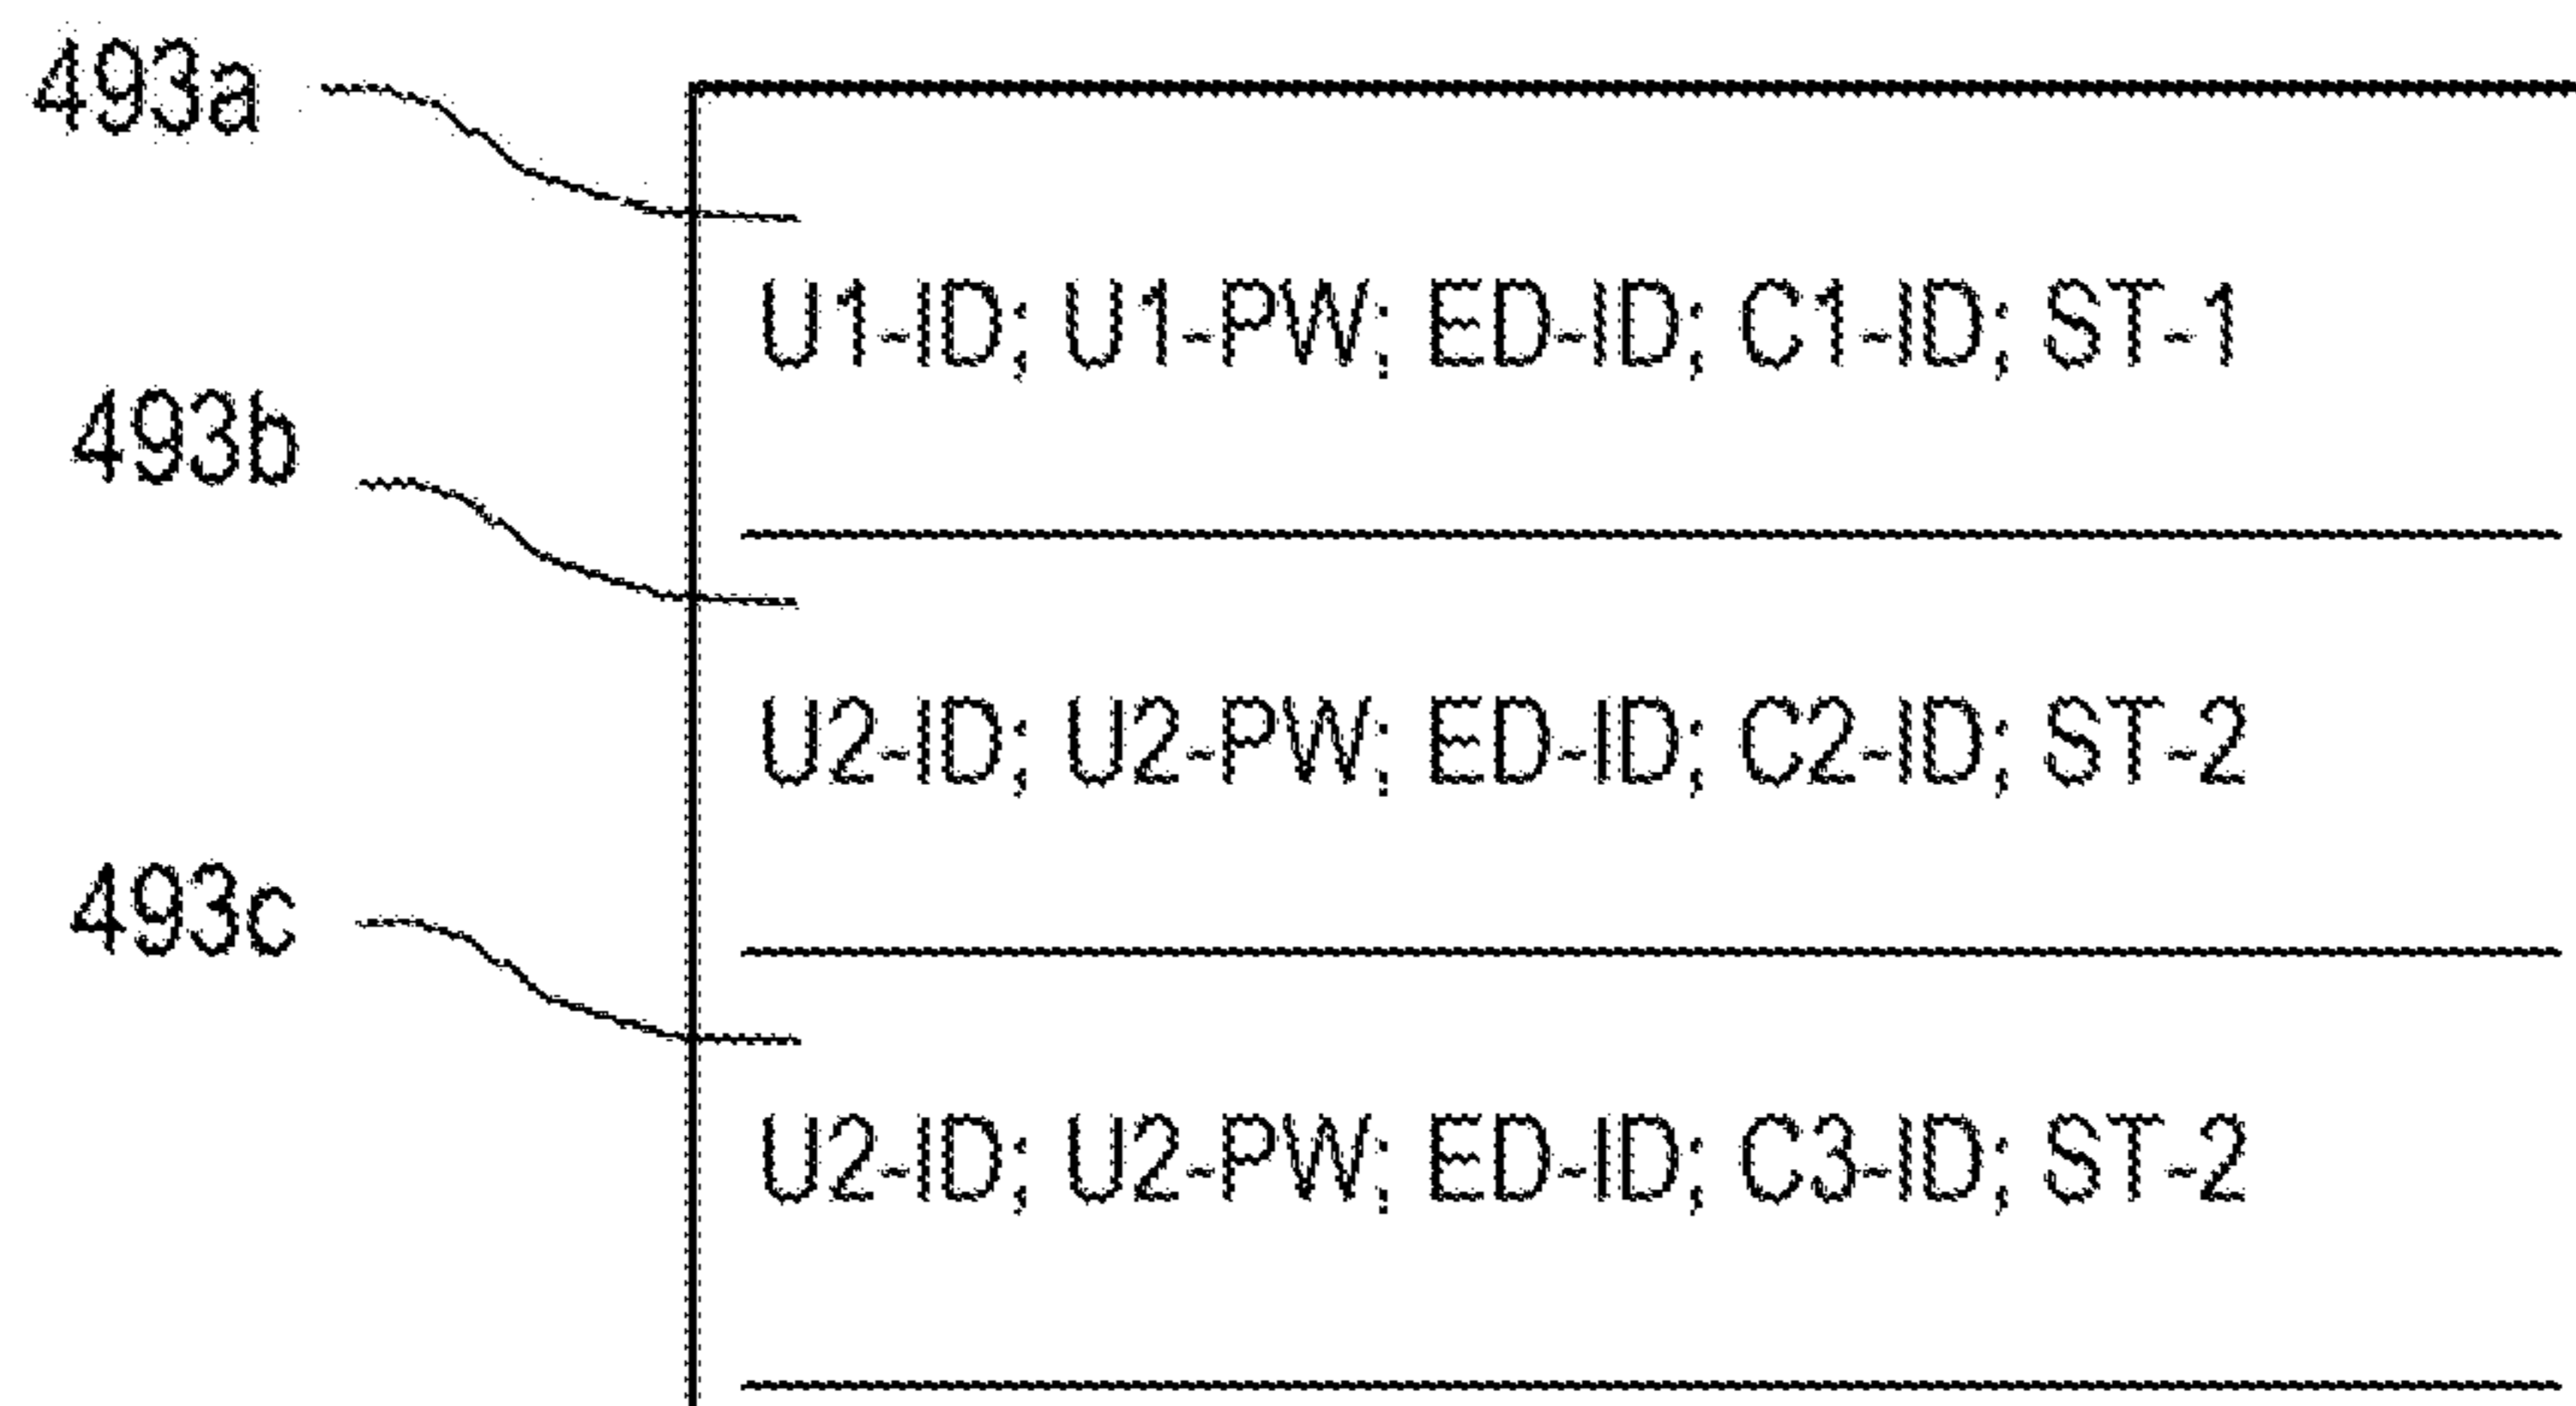 493a
U1-ID; U1-PW; ED-ID; C1-ID; ST-1
493b
U2-ID; U2-PW; ED-ID; C2-ID; ST-2
493c
U2-ID; U2-PW; ED-ID; C3-ID; ST-2